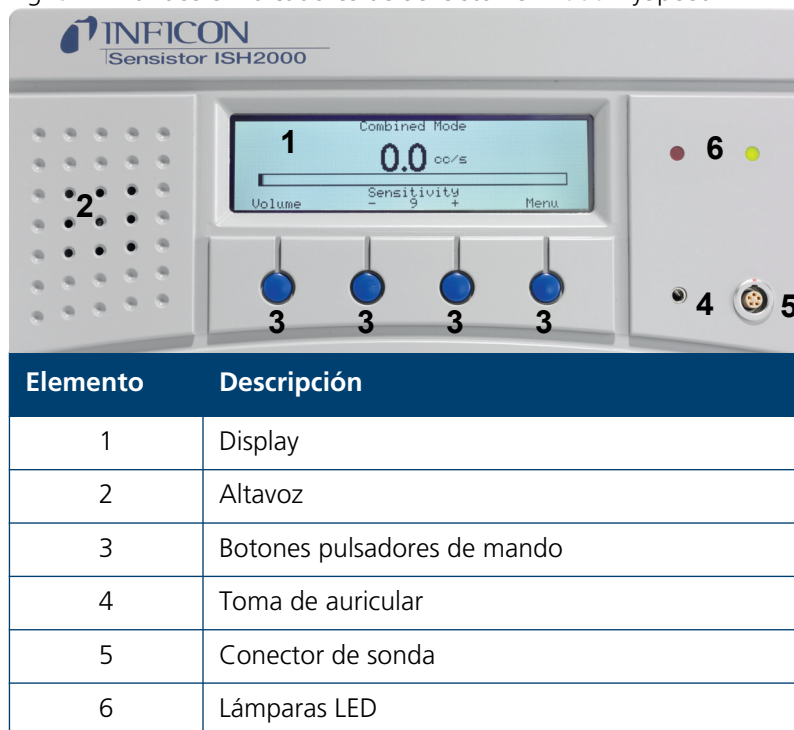 INFICON
Sensistor ISH2000
Combined Mode
1
0.0 cc/s
Sensitivity
Volume - 9 + Menu
2
6
3 3 3 3
4 5
Elemento Descripción
1 Display
2 Altavoz
3 Botones pulsadores de mando
4 Toma de auricular
5 Conector de sonda
6 Lámparas LED